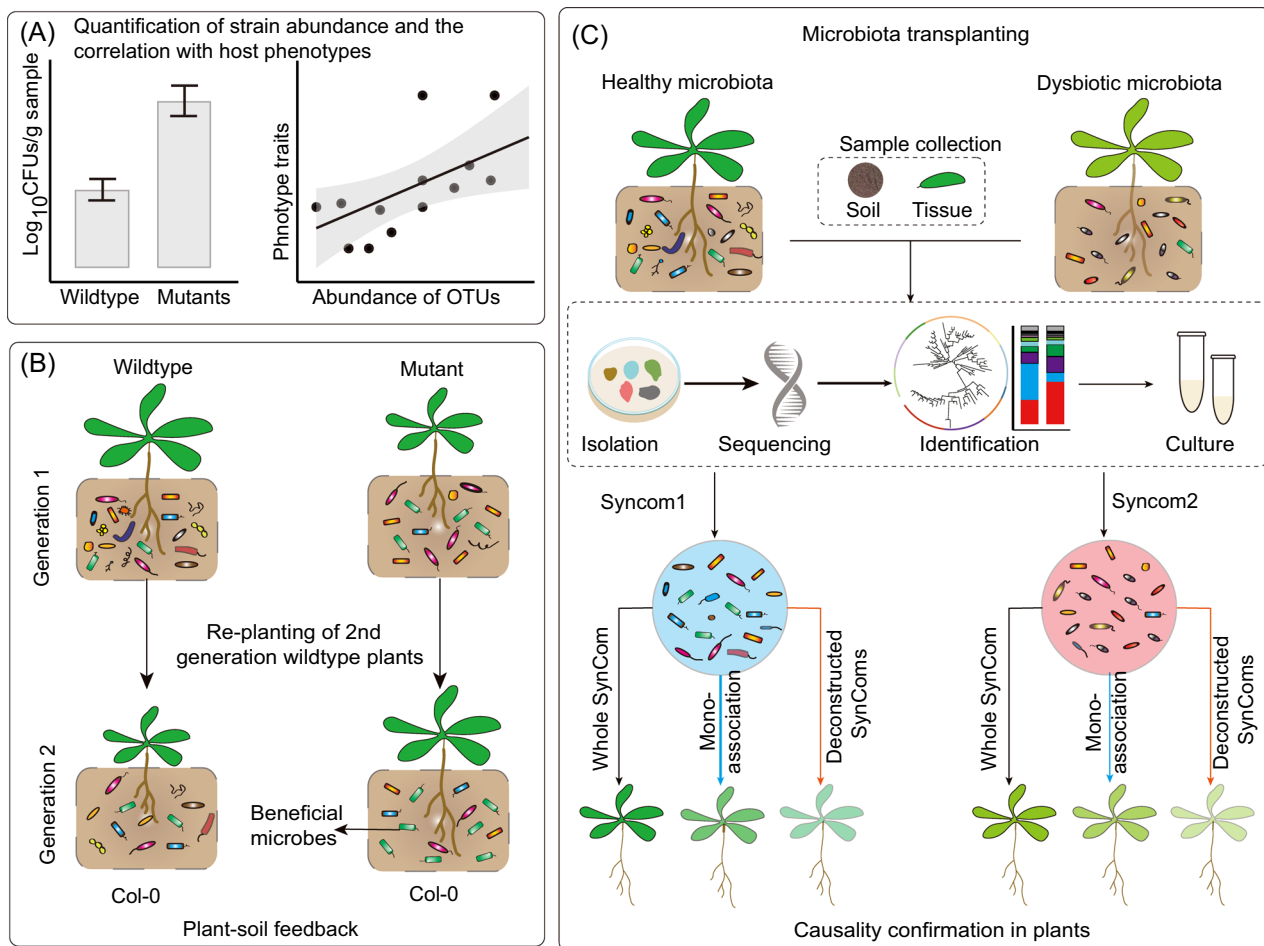 (A)
Quantification of strain abundance and the
correlation with host phenotypes
Log10CFUs/g sample
Wildtype
Mutants
Phnotype traits
Abundance of OTUs
(B)
Wildtype
Mutant
Generation 1
Re-planting of 2nd
generation wildtype plants
Generation 2
Beneficial
microbes
Col-0
Col-0
Plant-soil feedback
(C)
Microbiota transplanting
Healthy microbiota
Dysbiotic microbiota
Sample collection
Soil
Tissue
Isolation
Sequencing
Identification
Culture
Syncom1
Syncom2
Whole SynCom
Mono-
association
Deconstructed
SynComs
Whole SynCom
Mono-
association
Deconstructed
SynComs
Causality confirmation in plants